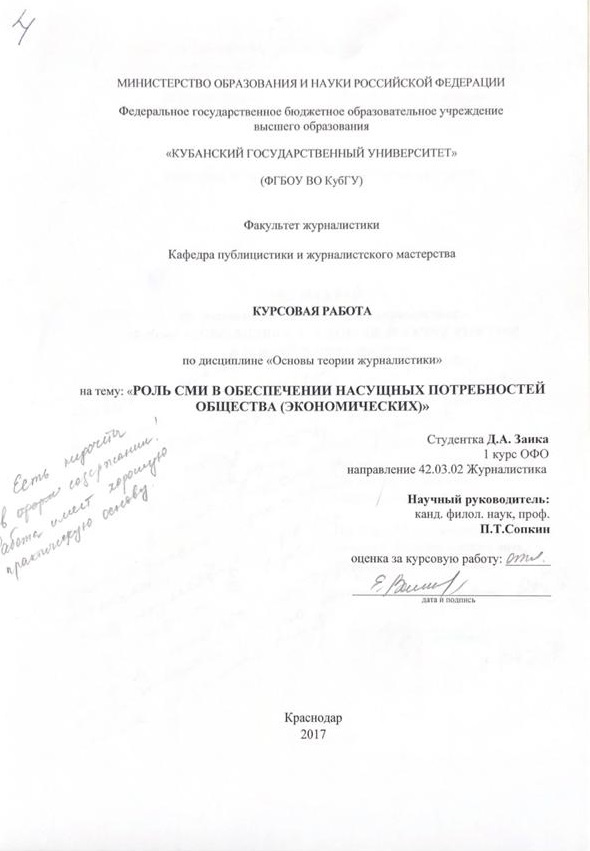 4
МИНИСТЕРСТВО ОБРАЗОВАНИЯ И НАУКИ РОССИЙСКОЙ ФЕДЕРАЦИИ
Федеральное государственное бюджетное образовательное учреждение
высшего образования
«КУБАНСКИЙ ГОСУДАРСТВЕННЫЙ УНИВЕРСИТЕТ»
(ФГБОУ ВО КубГУ)
Факультет журналистики
Кафедра публицистики и журналистского мастерства
КУРСОВАЯ РАБОТА
по дисциплине «Основы теории журналистики»
на тему: «РОЛЬ СМИ В ОБЕСПЕЧЕНИИ НАСУЩНЫХ ПОТРЕБНОСТЕЙ
ОБЩЕСТВА (ЭКОНОМИЧЕСКИХ)»
Есть недочёты
в оформ содержании!
Работа имеет хорошую
практическую основу.
Студентка Д.А. Заика
1 курс ОФО
направление 42.03.02 Журналистика
Научный руководитель:
канд. филол. наук, проф.
П.Т.Сопкин
оценка за курсовую работу: отл.
дата и подпись
Краснодар
2017